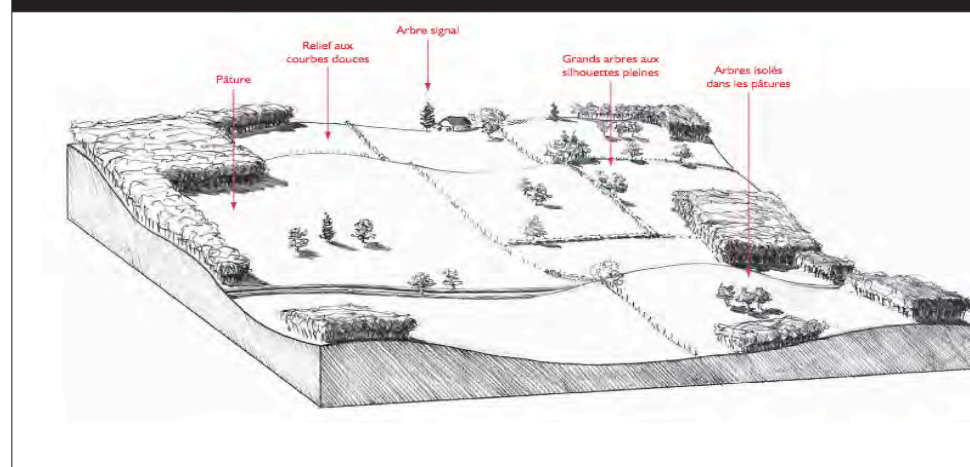 Arbre signal
Relief aux
courbes douces
Grands arbres aux
silhouettes pleines
Arbres isolés
dans les pâtures
Pâture